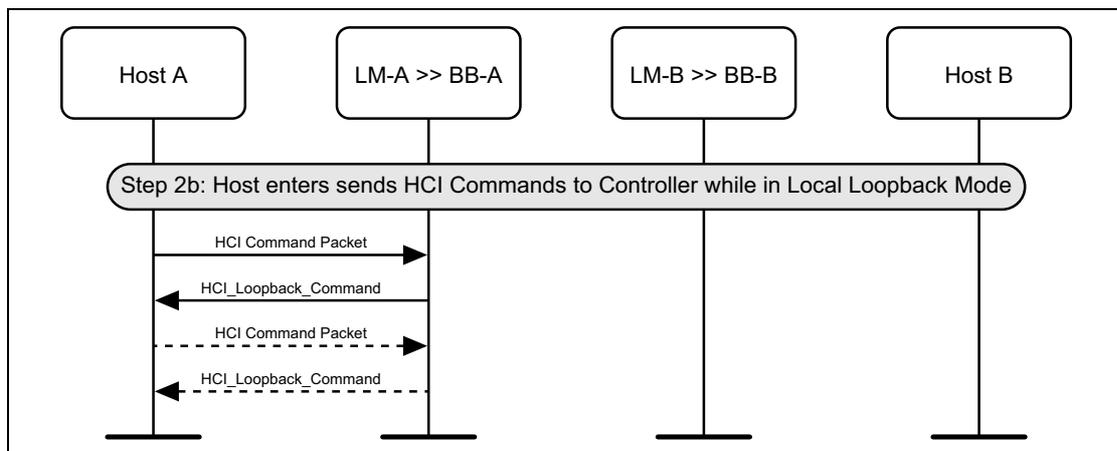 Host A
LM-A >> BB-A
LM-B >> BB-B
Host B
Step 2b: Host enters sends HCI Commands to Controller while in Local Loopback Mode
HCI Command Packet
HCI_Loopback_Command
HCI Command Packet
HCI_Loopback_Command